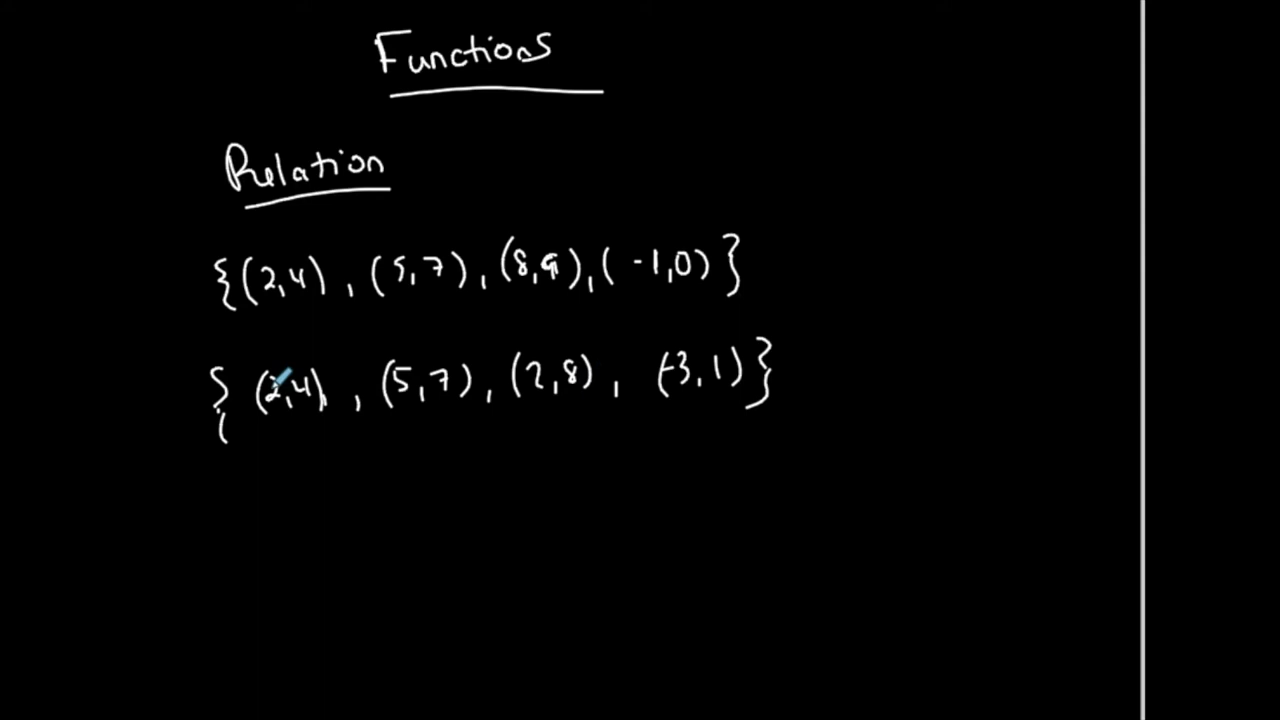 Functions
Relation
{(2,4), (5,7), (8,9), (-1,0)}
{(2,4), (5,7), (2,8), (-3,1)}